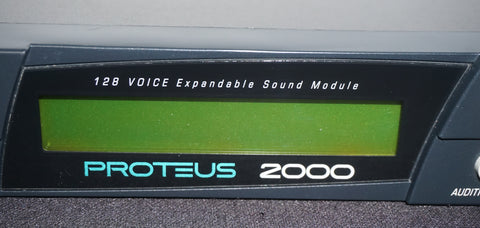 128 VOICE Expandable Sound Module
PROTEUS 2000